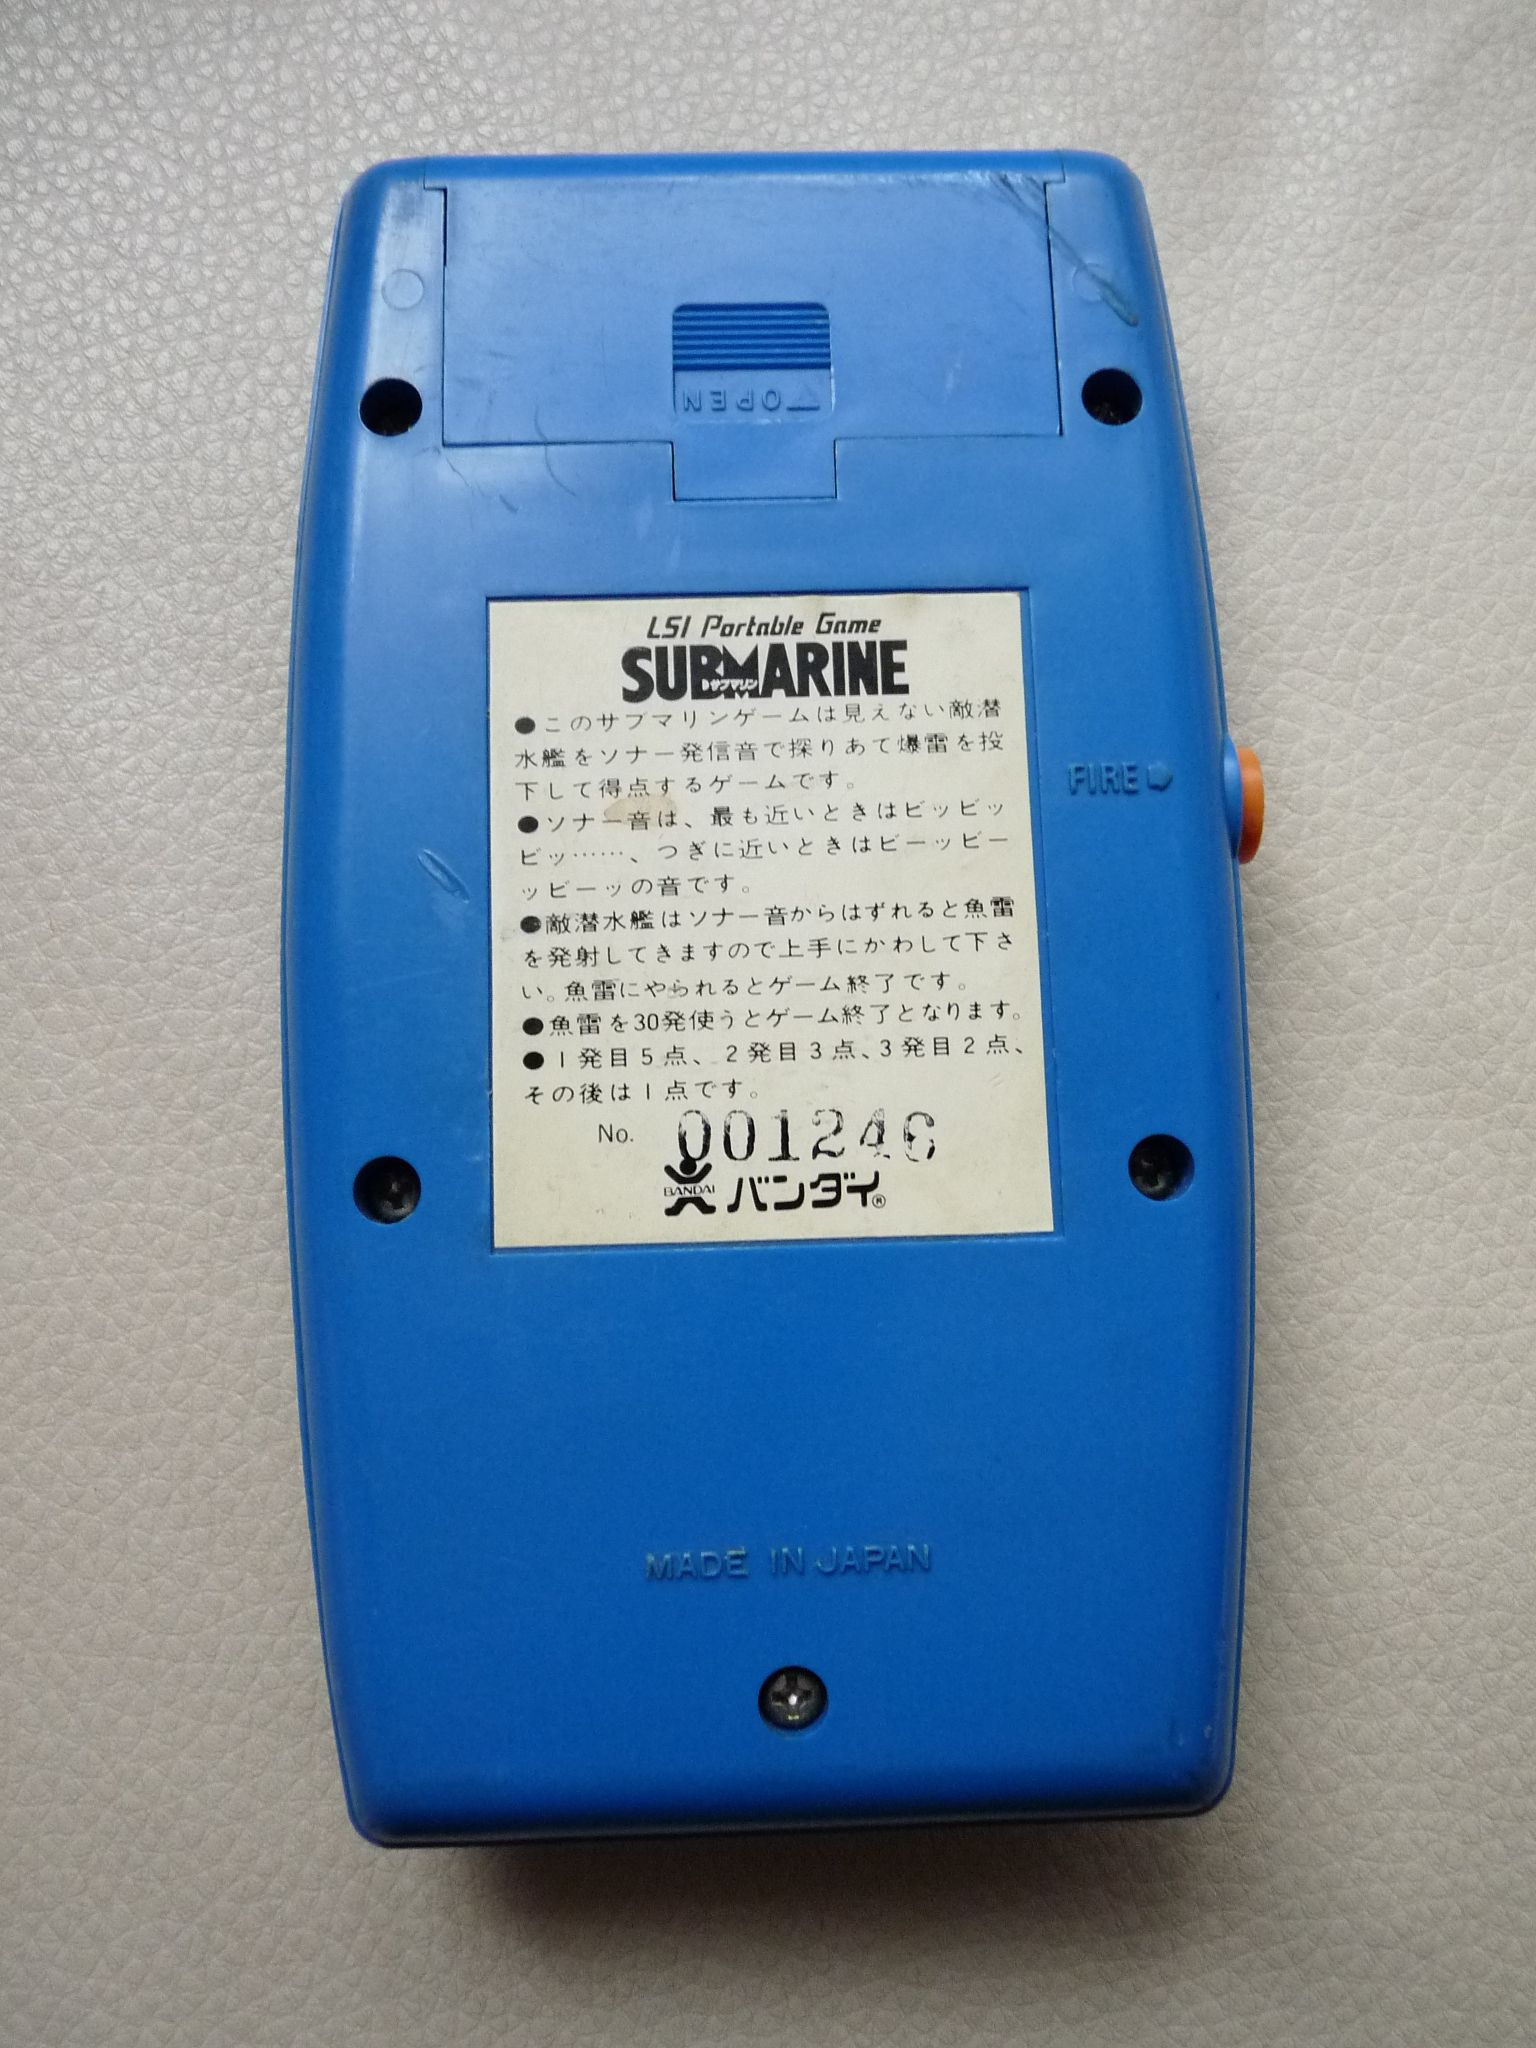 OPEN
LSI Portable Game
SUBMARINE
サブマリン
●このサブマリンゲームは見えない敵潜
水艦をソナー発信音で探りあて爆雷を投
下して得点するゲームです。
●ソナー音は、最も近いときはビッビッ
ビッ……、つぎに近いときはビーッビー
ッビーッの音です。
●敵潜水艦はソナー音からはずれると魚雷
を発射してきますので上手にかわして下さ
い。魚雷にやられるとゲーム終了です。
●魚雷を30発使うとゲーム終了となります。
●1発目5点、2発目3点、3発目2点、
その後は1点です。
No. 001246
BANDAI バンダイ®
FIRE
MADE IN JAPAN